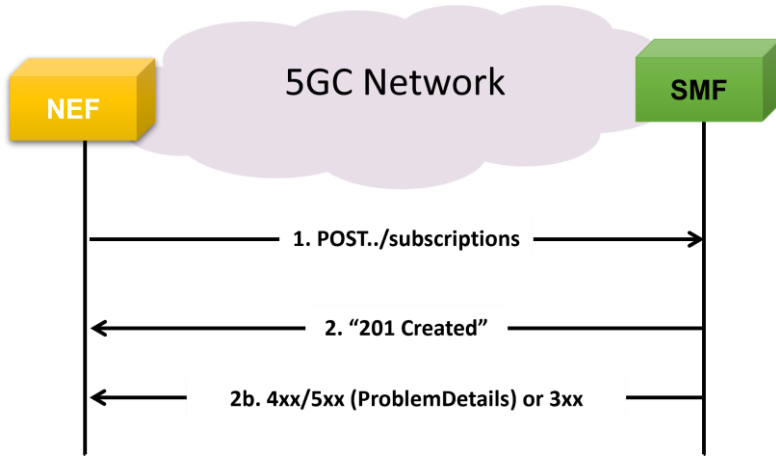 5GC Network
NEF
SMF
1. POST../subscriptions
2. “201 Created”
2b. 4xx/5xx (ProblemDetails) or 3xx